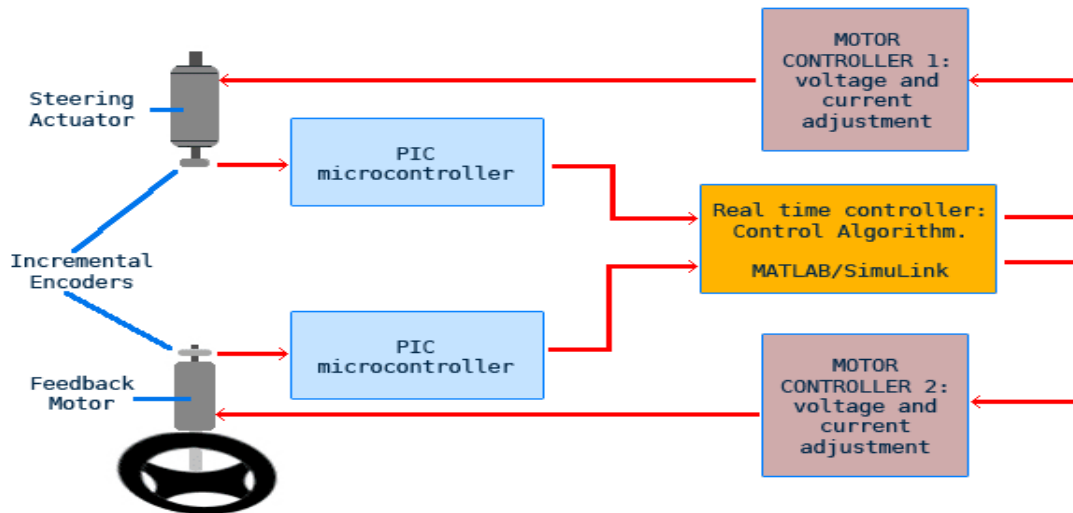 MOTOR
CONTROLLER 1:
voltage and
current
adjustment
Steering
Actuator
PIC
microcontroller
Real time controller:
Control Algorithm.
MATLAB/SimuLink
Incremental
Encoders
PIC
microcontroller
MOTOR
CONTROLLER 2:
voltage and
current
adjustment
Feedback
Motor